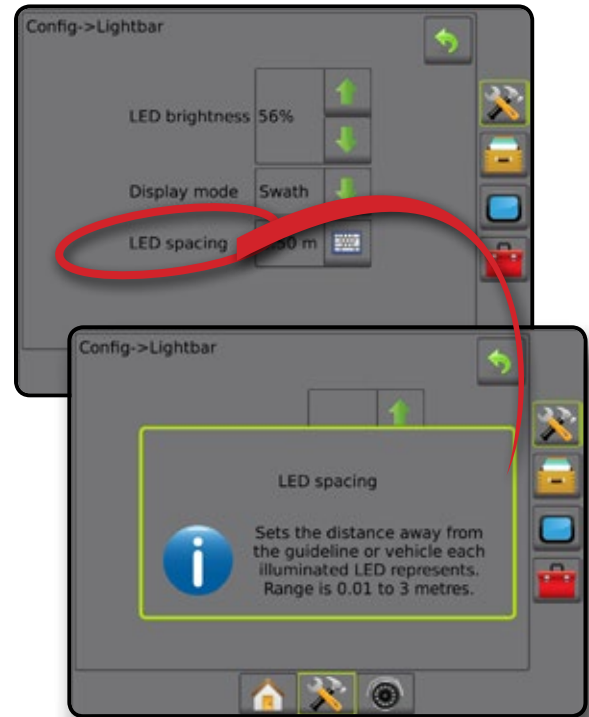 Config->Lightbar
LED brightness 56%
Display mode Swath
LED spacing m
Config->Lightbar
LED spacing
Sets the distance away from
the guideline or vehicle each
illuminated LED represents.
Range is 0.01 to 3 metres.